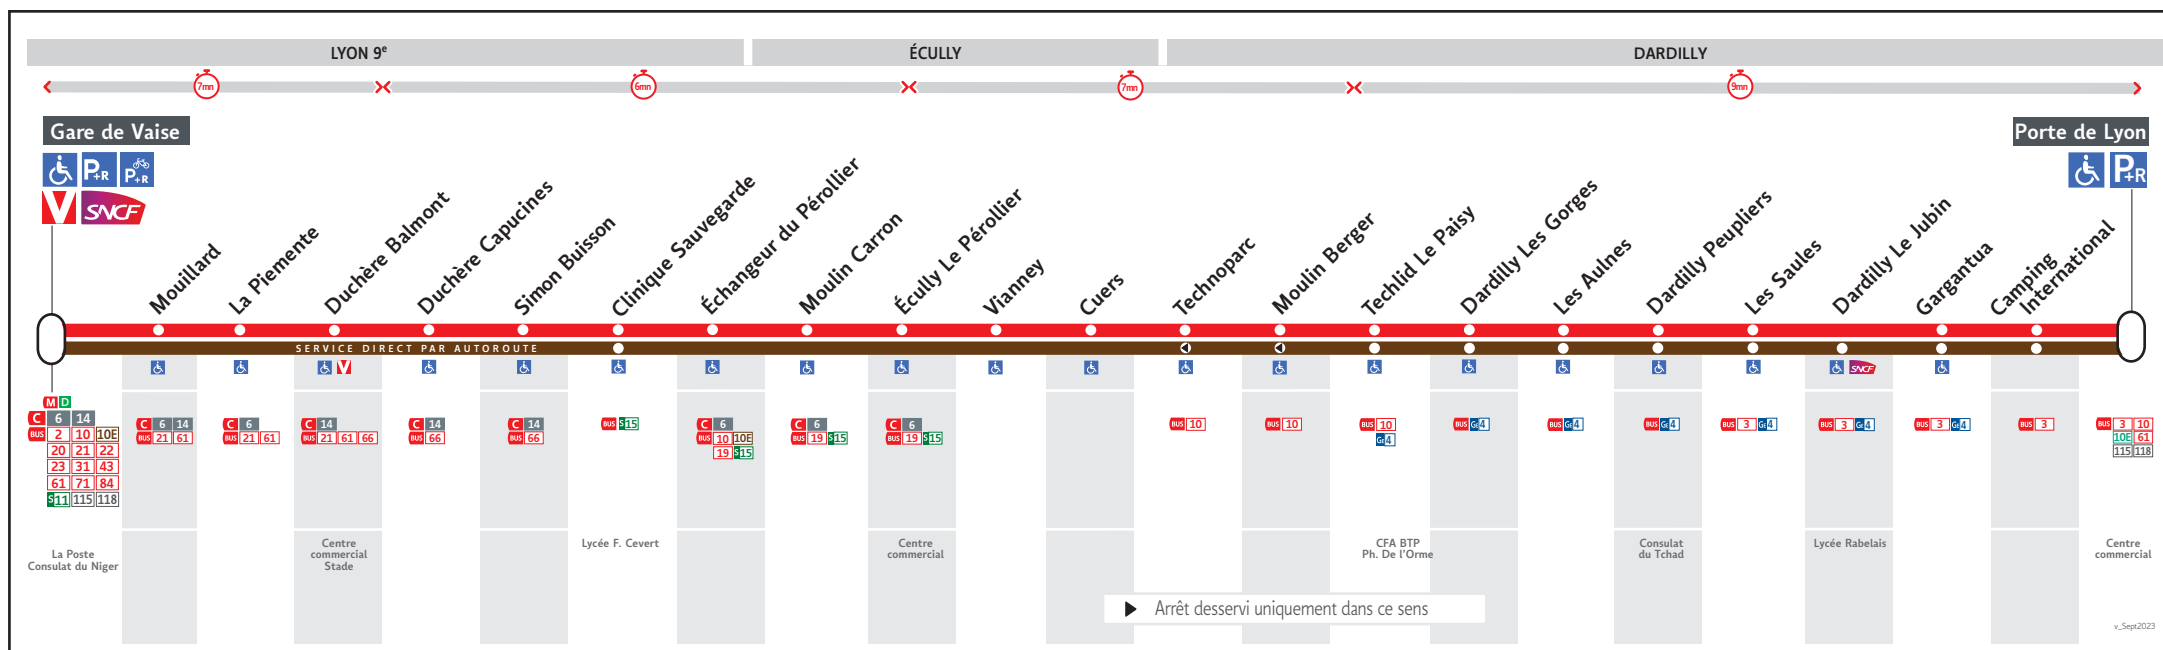 LYON 9e
ÉCULLY
DARDILLY
7mn
6mn
7mn
9mn
Gare de Vaise
Porte de Lyon
P+R
P+R
V
SNCF
P+R
Mouillard
La Piemente
Duchère Balmont
Duchère Capucines
Simon Buisson
Clinique Sauvegarde
Échangeur du Pérollier
Moulin Carron
Écully Le Pérollier
Vianney
Cuers
Technoparc
Moulin Berger
Techlid Le Paisy
Dardilly Les Gorges
Les Aulnes
Dardilly Peupliers
Les Saules
Dardilly Le Jubin
Gargantua
Camping
International
SERVICE DIRECT PAR AUTOROUTE
V
SNCF
M D
C 6 14
BUS 2 10 10E
20 21 22
23 31 43
61 71 84
S11 115 118
C 6 14
BUS 21 61
C 6
BUS 21 61
C 14
BUS 21 61 66
C 14
BUS 66
C 14
BUS 66
BUS S15
C 6
BUS 10 10E
19 S15
C 6
BUS 19 S15
C 6
BUS 19 S15
BUS 10
BUS 10
BUS 10
GE4
BUS GE4
BUS GE4
BUS GE4
BUS 3 GE4
BUS 3 GE4
BUS 3 GE4
BUS 3
BUS 3 10
10E 61
115 118
La Poste
Consulat du Niger
Centre
commercial
Stade
Lycée F. Cevert
Centre
commercial
CFA BTP
Ph. De l'Orme
Consulat
du Tchad
Lycée Rabelais
Centre
commercial
Arrêt desservi uniquement dans ce sens
v_Sept2023